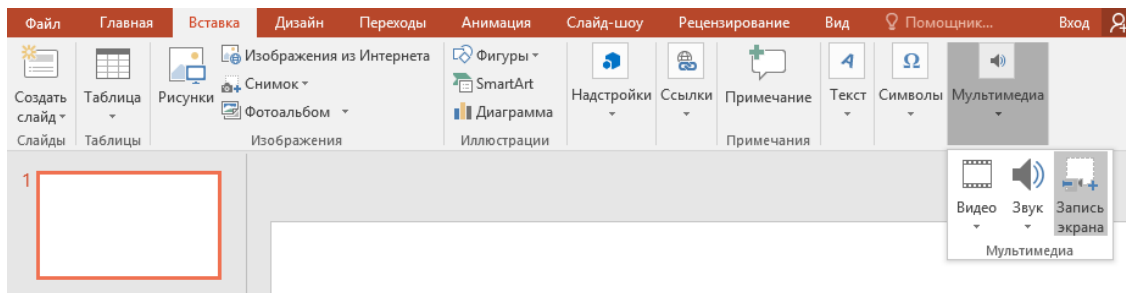 Файл Главная Вставка Дизайн Переходы Анимация Слайд-шоу Рецензирование Вид Помощник... Вход
Создать слайд
Таблица
Рисунки
Изображения из Интернета
Снимок
Фотоальбом
Фигуры
SmartArt
Диаграмма
Надстройки
Ссылки
Примечание
Текст
Символы
Мультимедиа
Слайды Таблицы Изображения Иллюстрации Примечания
1
Видео Звук Запись
экрана
Мультимедиа